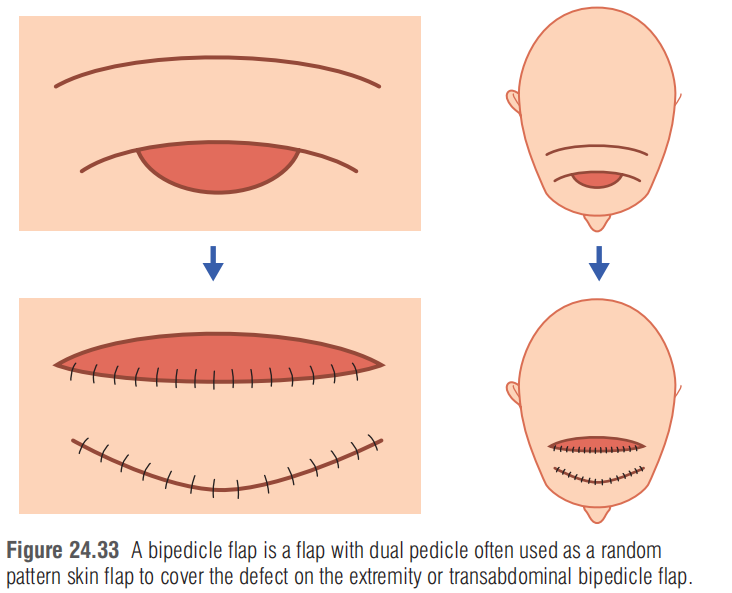 Figure 24.33 A bipedicle flap is a flap with dual pedicle often used as a random
pattern skin flap to cover the defect on the extremity or transabdominal bipedicle flap.